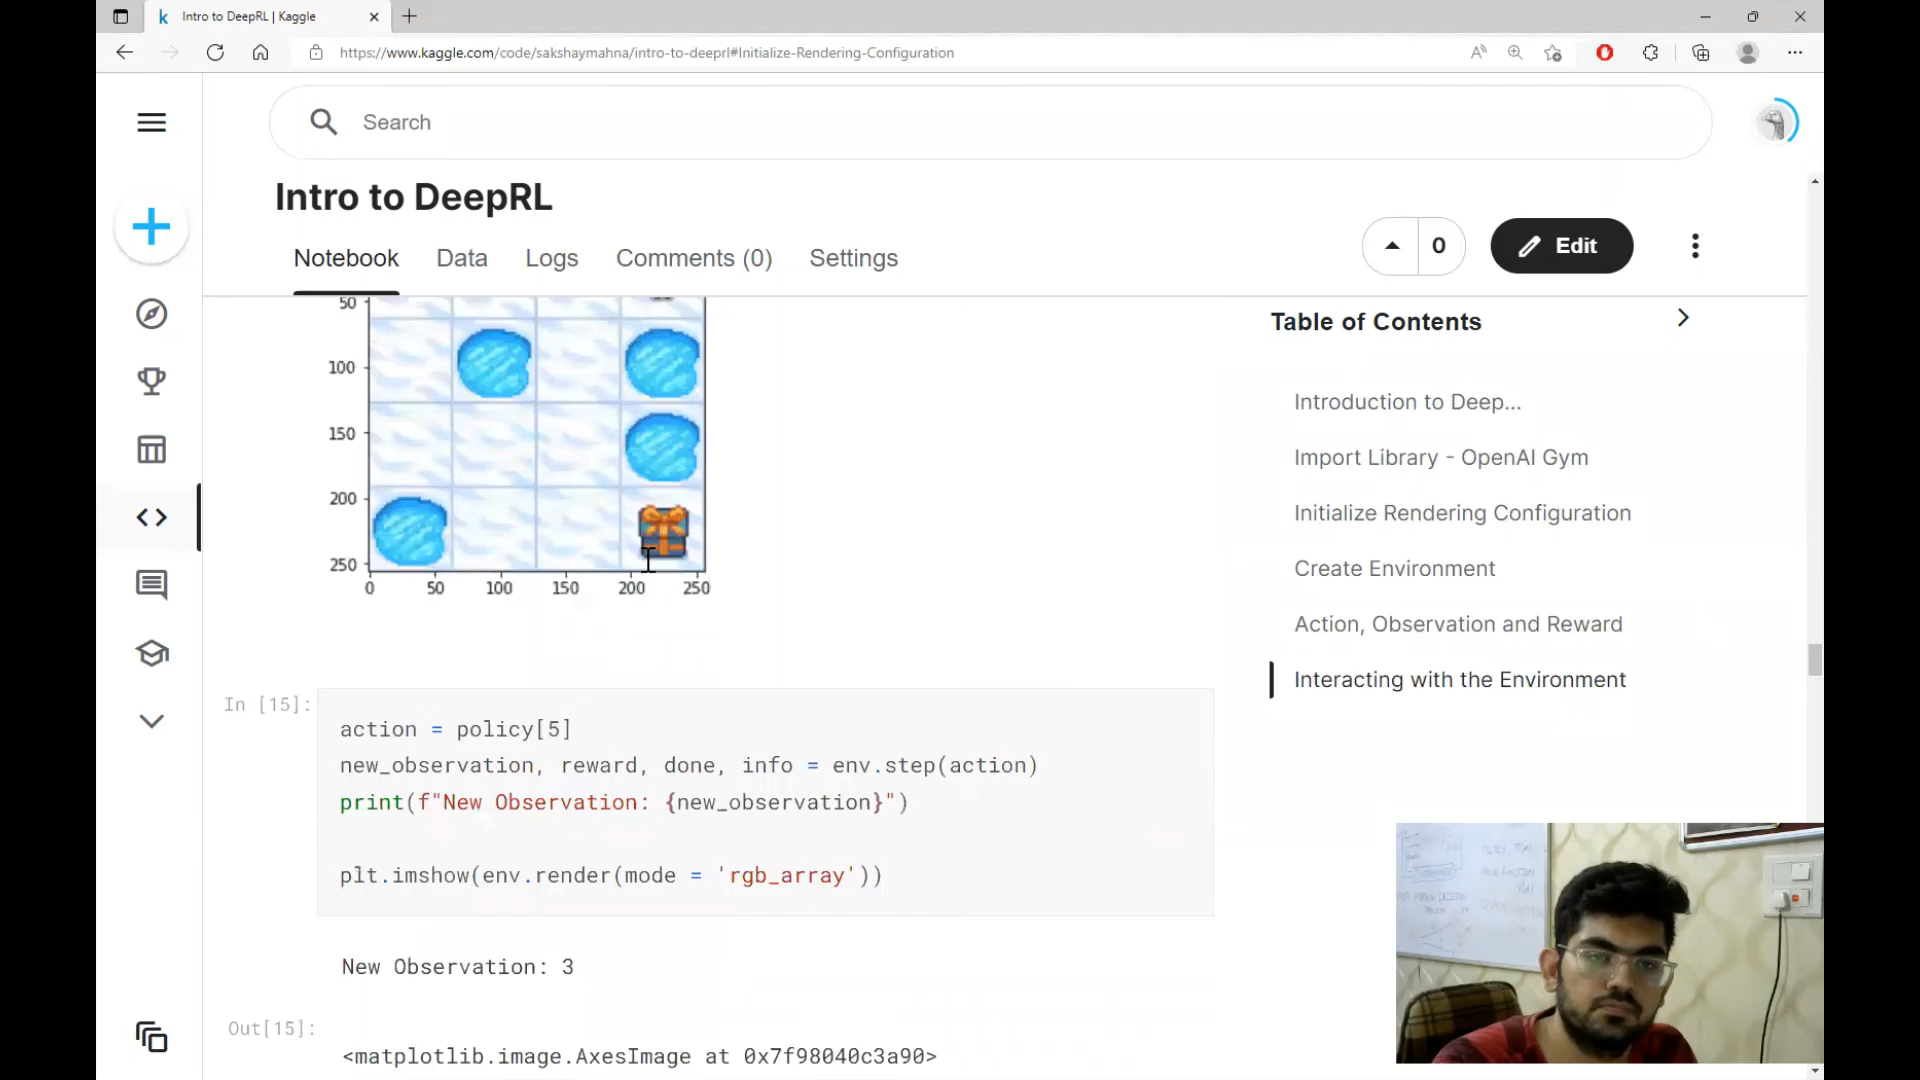 Intro to DeepRL | Kaggle
https://www.kaggle.com/code/sakshaymahna/intro-to-deeprl#Initialize-Rendering-Configuration
Search
Intro to DeepRL
0
Edit
Notebook
Data
Logs
Comments (0)
Settings
50
100
150
200
250
0 50 100 150 200 250
Table of Contents
Introduction to Deep...
Import Library - OpenAI Gym
Initialize Rendering Configuration
Create Environment
Action, Observation and Reward
Interacting with the Environment
In [15]:
action = policy[5]
new_observation, reward, done, info = env.step(action)
print(f"New Observation: {new_observation}")
plt.imshow(env.render(mode = 'rgb_array'))
New Observation: 3
Out[15]:
<matplotlib.image.AxesImage at 0x7f98040c3a90>